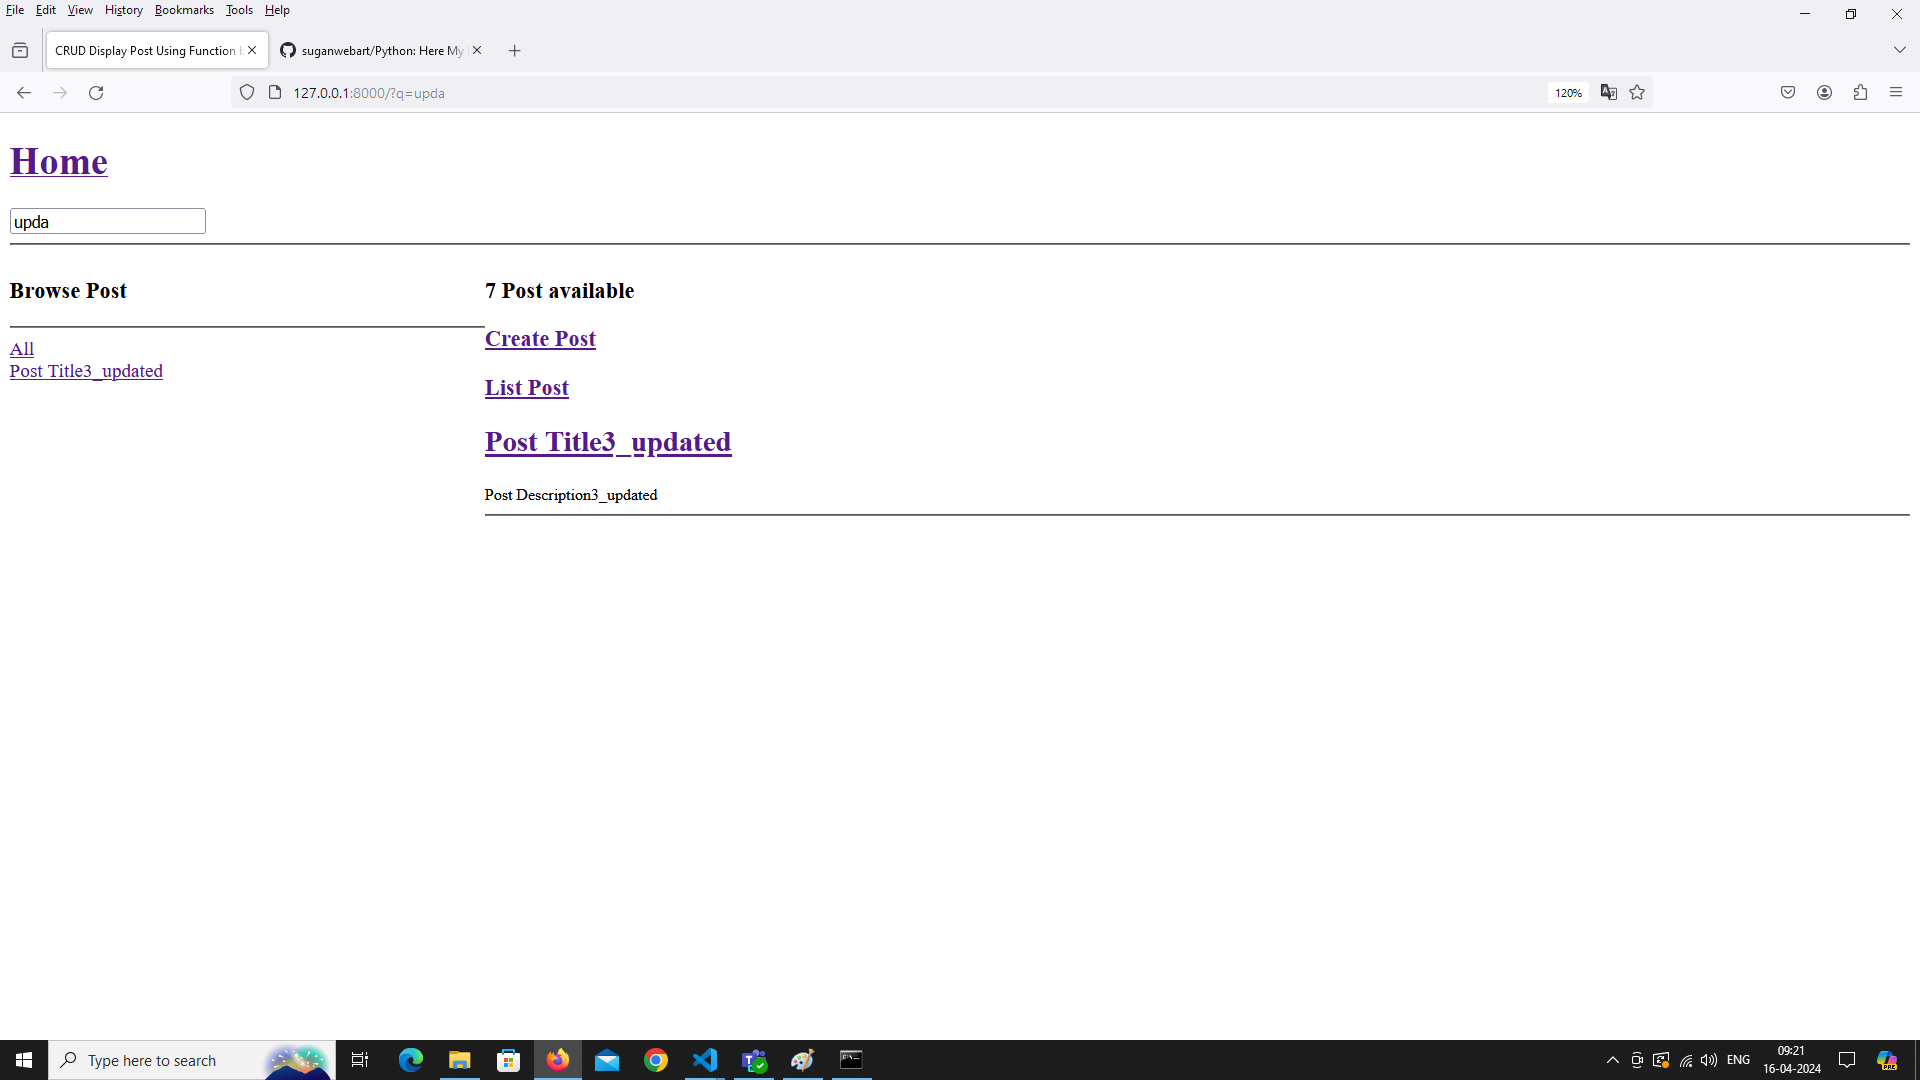 File Edit View History Bookmarks Tools Help
CRUD Display Post Using Function
suganwebart/Python: Here My
127.0.0.1:8000/?q=upda
120%
Home
upda
Browse Post
All
Post Title3_updated
7 Post available
Create Post
List Post
Post Title3_updated
Post Description3_updated
Type here to search
ENG
09:21
16-04-2024
PRE